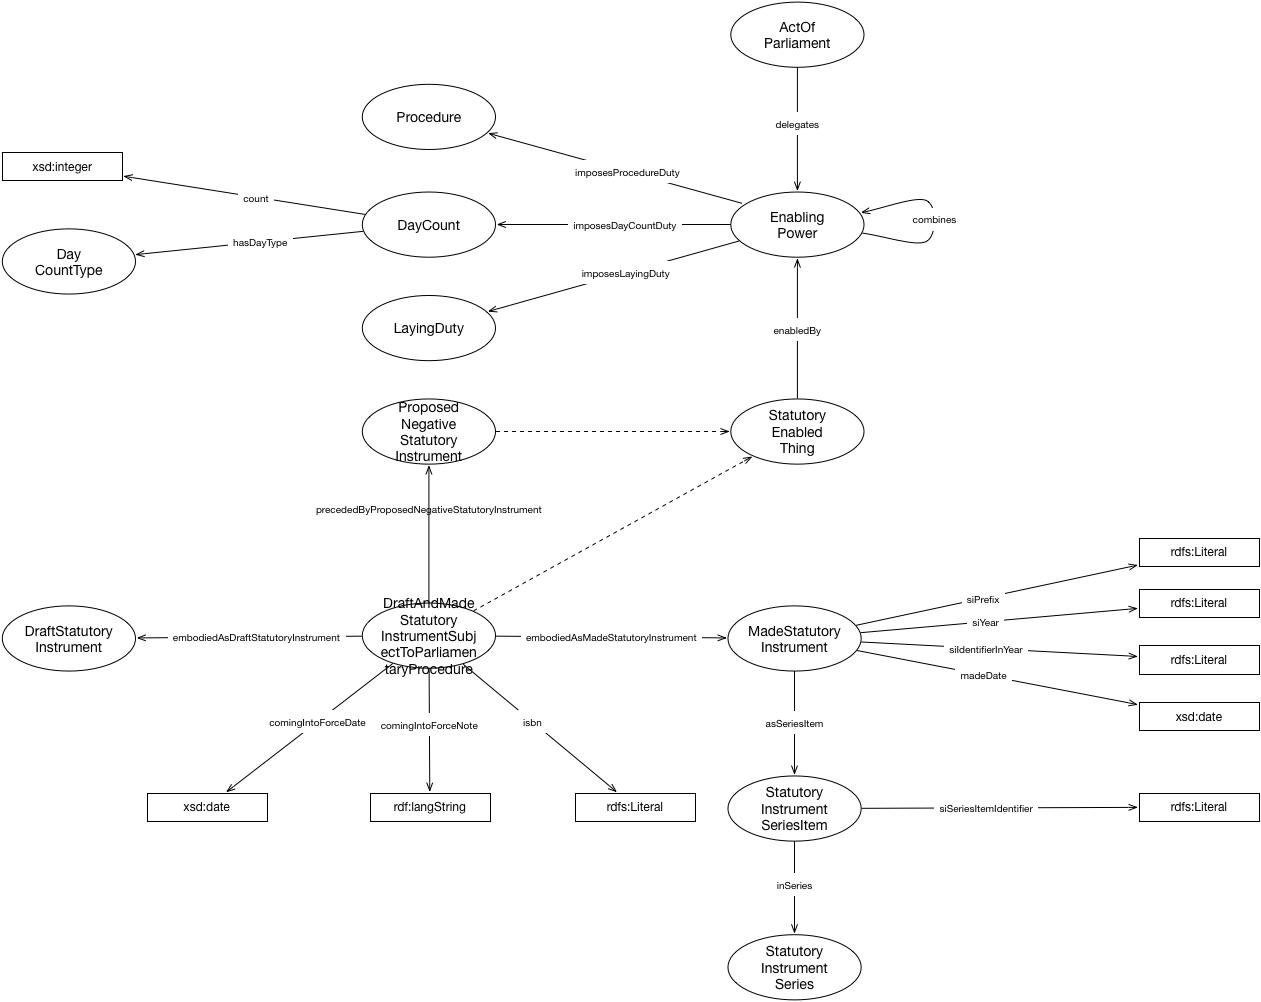 ActOf
Parliament
delegates
Procedure
imposesProcedureDuty
xsd:integer
count
DayCount
imposesDayCountDuty
Enabling
Power
combines
hasDayType
Day
CountType
imposesLayingDuty
LayingDuty
enabledBy
Proposed
Negative
Statutory
Instrument
Statutory
Enabled
Thing
precededByProposedNegativeStatutoryInstrument
DraftStatutory
Instrument
embodiedAsDraftStatutoryInstrument
DraftAndMade
Statutory
InstrumentSubj
ectToParliamen
taryProcedure
embodiedAsMadeStatutoryInstrument
MadeStatutory
Instrument
siPrefix
rdfs:Literal
siYear
rdfs:Literal
siIdentifierInYear
rdfs:Literal
madeDate
xsd:date
comingIntoForceDate
comingIntoForceNote
isbn
asSeriesItem
xsd:date
rdf:langString
rdfs:Literal
Statutory
Instrument
SeriesItem
siSeriesItemIdentifier
rdfs:Literal
inSeries
Statutory
Instrument
Series